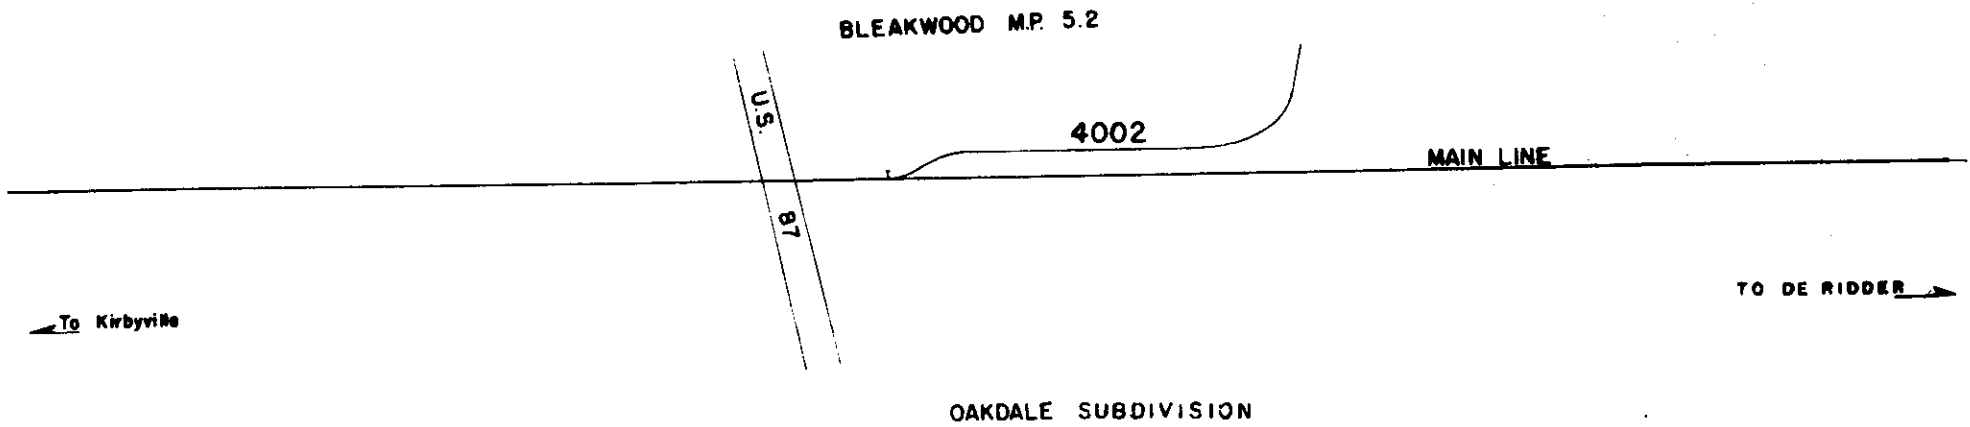 BLEAKWOOD M.P. 5.2
U.S.
87
4002
MAIN LINE
To Kirbyville
TO DE RIDDER
OAKDALE SUBDIVISION